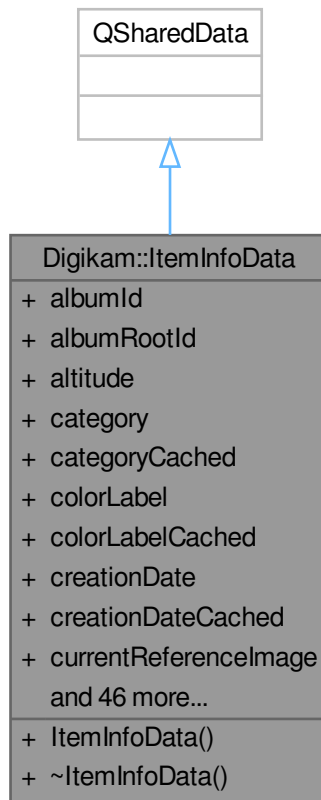 QSharedData
Digikam::ItemInfoData
+ albumId
+ albumRootId
+ altitude
+ category
+ categoryCached
+ colorLabel
+ colorLabelCached
+ creationDate
+ creationDateCached
+ currentReferenceImage
and 46 more...
+ ItemInfoData()
+ ~ItemInfoData()